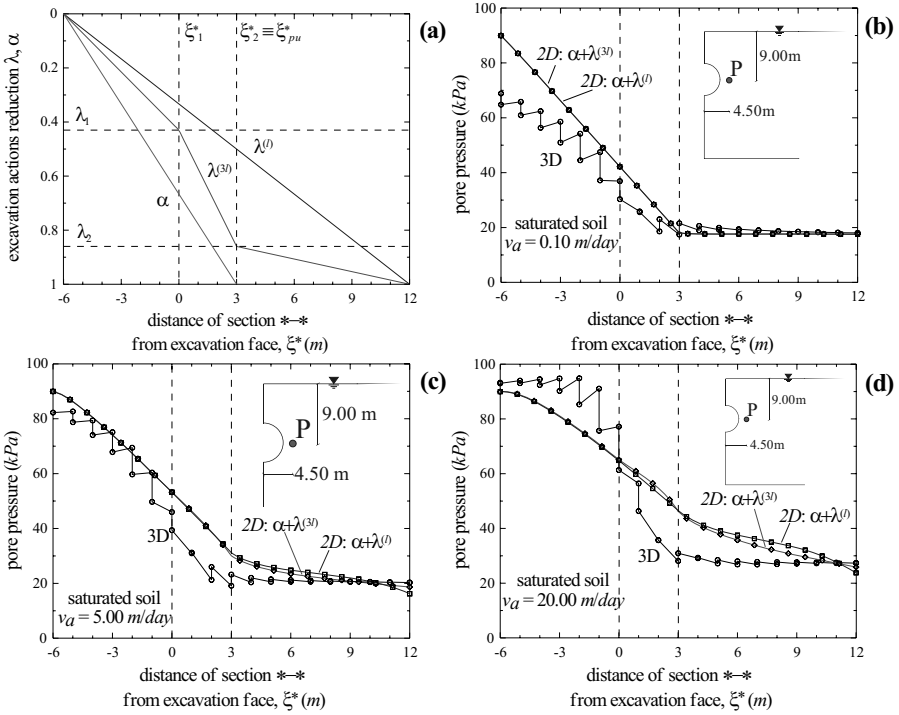 (a)
ξ*₁
ξ*₂ ≡ ξ*ₚᵤ
excavation actions reduction λ, α
0
0.2
0.4
0.6
0.8
1
λ₁
λ₂
α
λ⁽³ˡ⁾
λ⁽ˡ⁾
-6 -3 0 3 6 9 12
distance of section ∗–∗
from excavation face, ξ* (m)
(b)
pore pressure (kPa)
100
80
60
40
20
0
2D: α+λ⁽³ˡ⁾
2D: α+λ⁽ˡ⁾
3D
9.00m
P
4.50m
saturated soil
vₐ = 0.10 m/day
-6 -3 0 3 6 9 12
distance of section ∗–∗
from excavation face, ξ* (m)
(c)
pore pressure (kPa)
100
80
60
40
20
0
9.00 m
P
4.50 m
2D: α+λ⁽³ˡ⁾
2D: α+λ⁽ˡ⁾
3D
saturated soil
vₐ = 5.00 m/day
-6 -3 0 3 6 9 12
distance of section ∗–∗
from excavation face, ξ* (m)
(d)
pore pressure (kPa)
100
80
60
40
20
0
9.00m
P
4.50m
2D: α+λ⁽³ˡ⁾
2D: α+λ⁽ˡ⁾
3D
saturated soil
vₐ = 20.00 m/day
-6 -3 0 3 6 9 12
distance of section ∗–∗
from excavation face, ξ* (m)